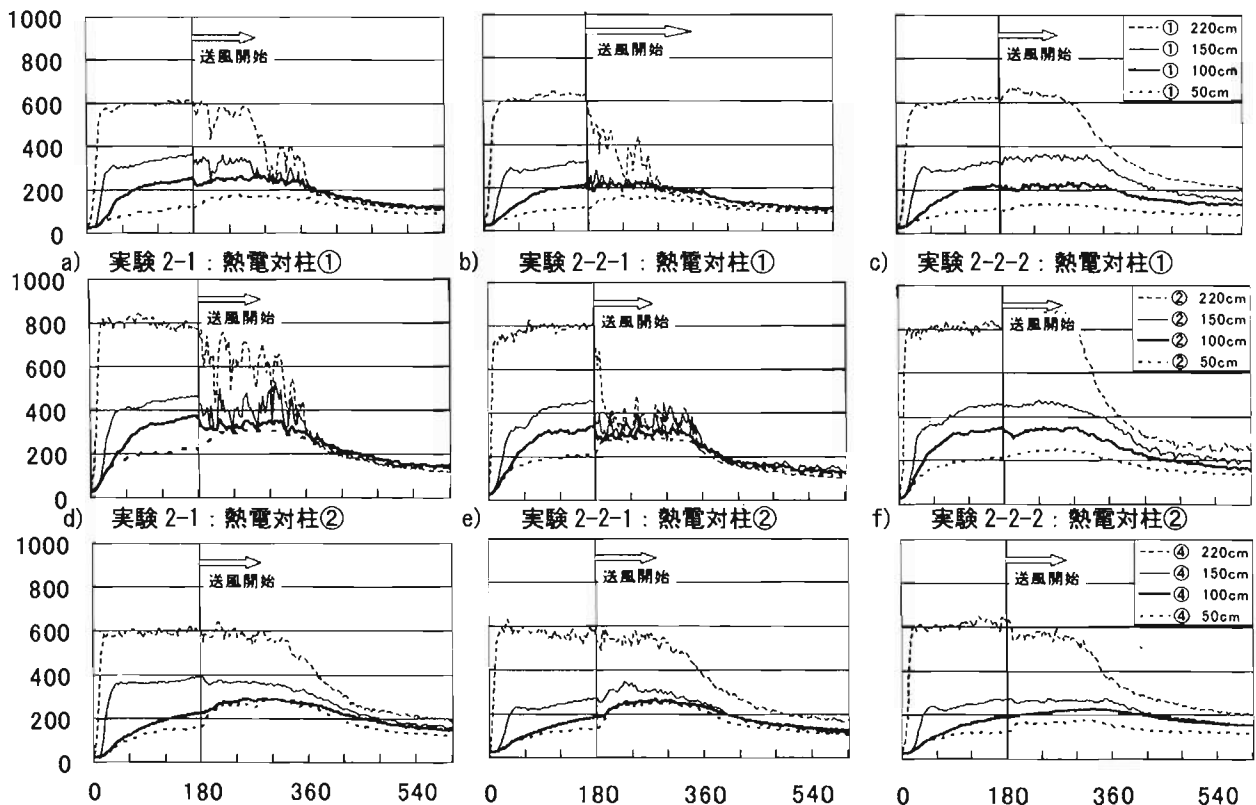 1000
800
600
400
200
0
送風開始
送風開始
送風開始
① 220cm
① 150cm
① 100cm
① 50cm
a) 実験 2-1 : 熱電対柱①
b) 実験 2-2-1 : 熱電対柱①
c) 実験 2-2-2 : 熱電対柱①
1000
800
600
400
200
0
送風開始
送風開始
送風開始
② 220cm
② 150cm
② 100cm
② 50cm
d) 実験 2-1 : 熱電対柱②
e) 実験 2-2-1 : 熱電対柱②
f) 実験 2-2-2 : 熱電対柱②
1000
800
600
400
200
0
送風開始
送風開始
送風開始
④ 220cm
④ 150cm
④ 100cm
④ 50cm
0 180 360 540
0 180 360 540
0 180 360 540